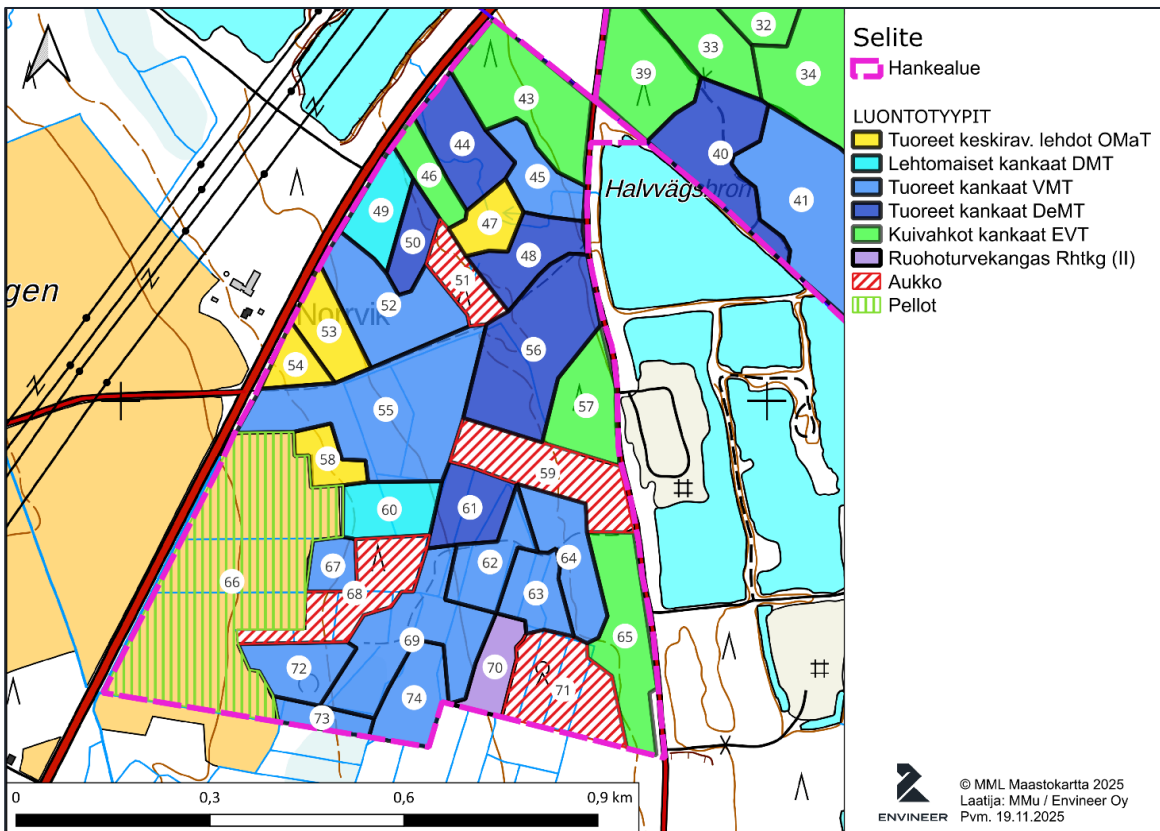 32
33
34
39
43
40
44
45
46
Halvvägsbron
41
49
47
50
48
51
gen
52
Norrvik
53
56
54
57
55
58
59
60
61
64
62
67
66
68
63
69
65
70
72
71
74
73
0
0,3
0,6
0,9 km
Selite
Hankealue
LUONTOTYYPIT
Tuoreet keskirav. lehdot OMaT
Lehtomaiset kankaat DMT
Tuoreet kankaat VMT
Tuoreet kankaat DeMT
Kuivahkot kankaat EVT
Ruohoturvekangas Rhtkg (II)
Aukko
Pellot
ENVINEER
© MML Maastokartta 2025
Laatija: MMu / Envineer Oy
Pvm. 19.11.2025